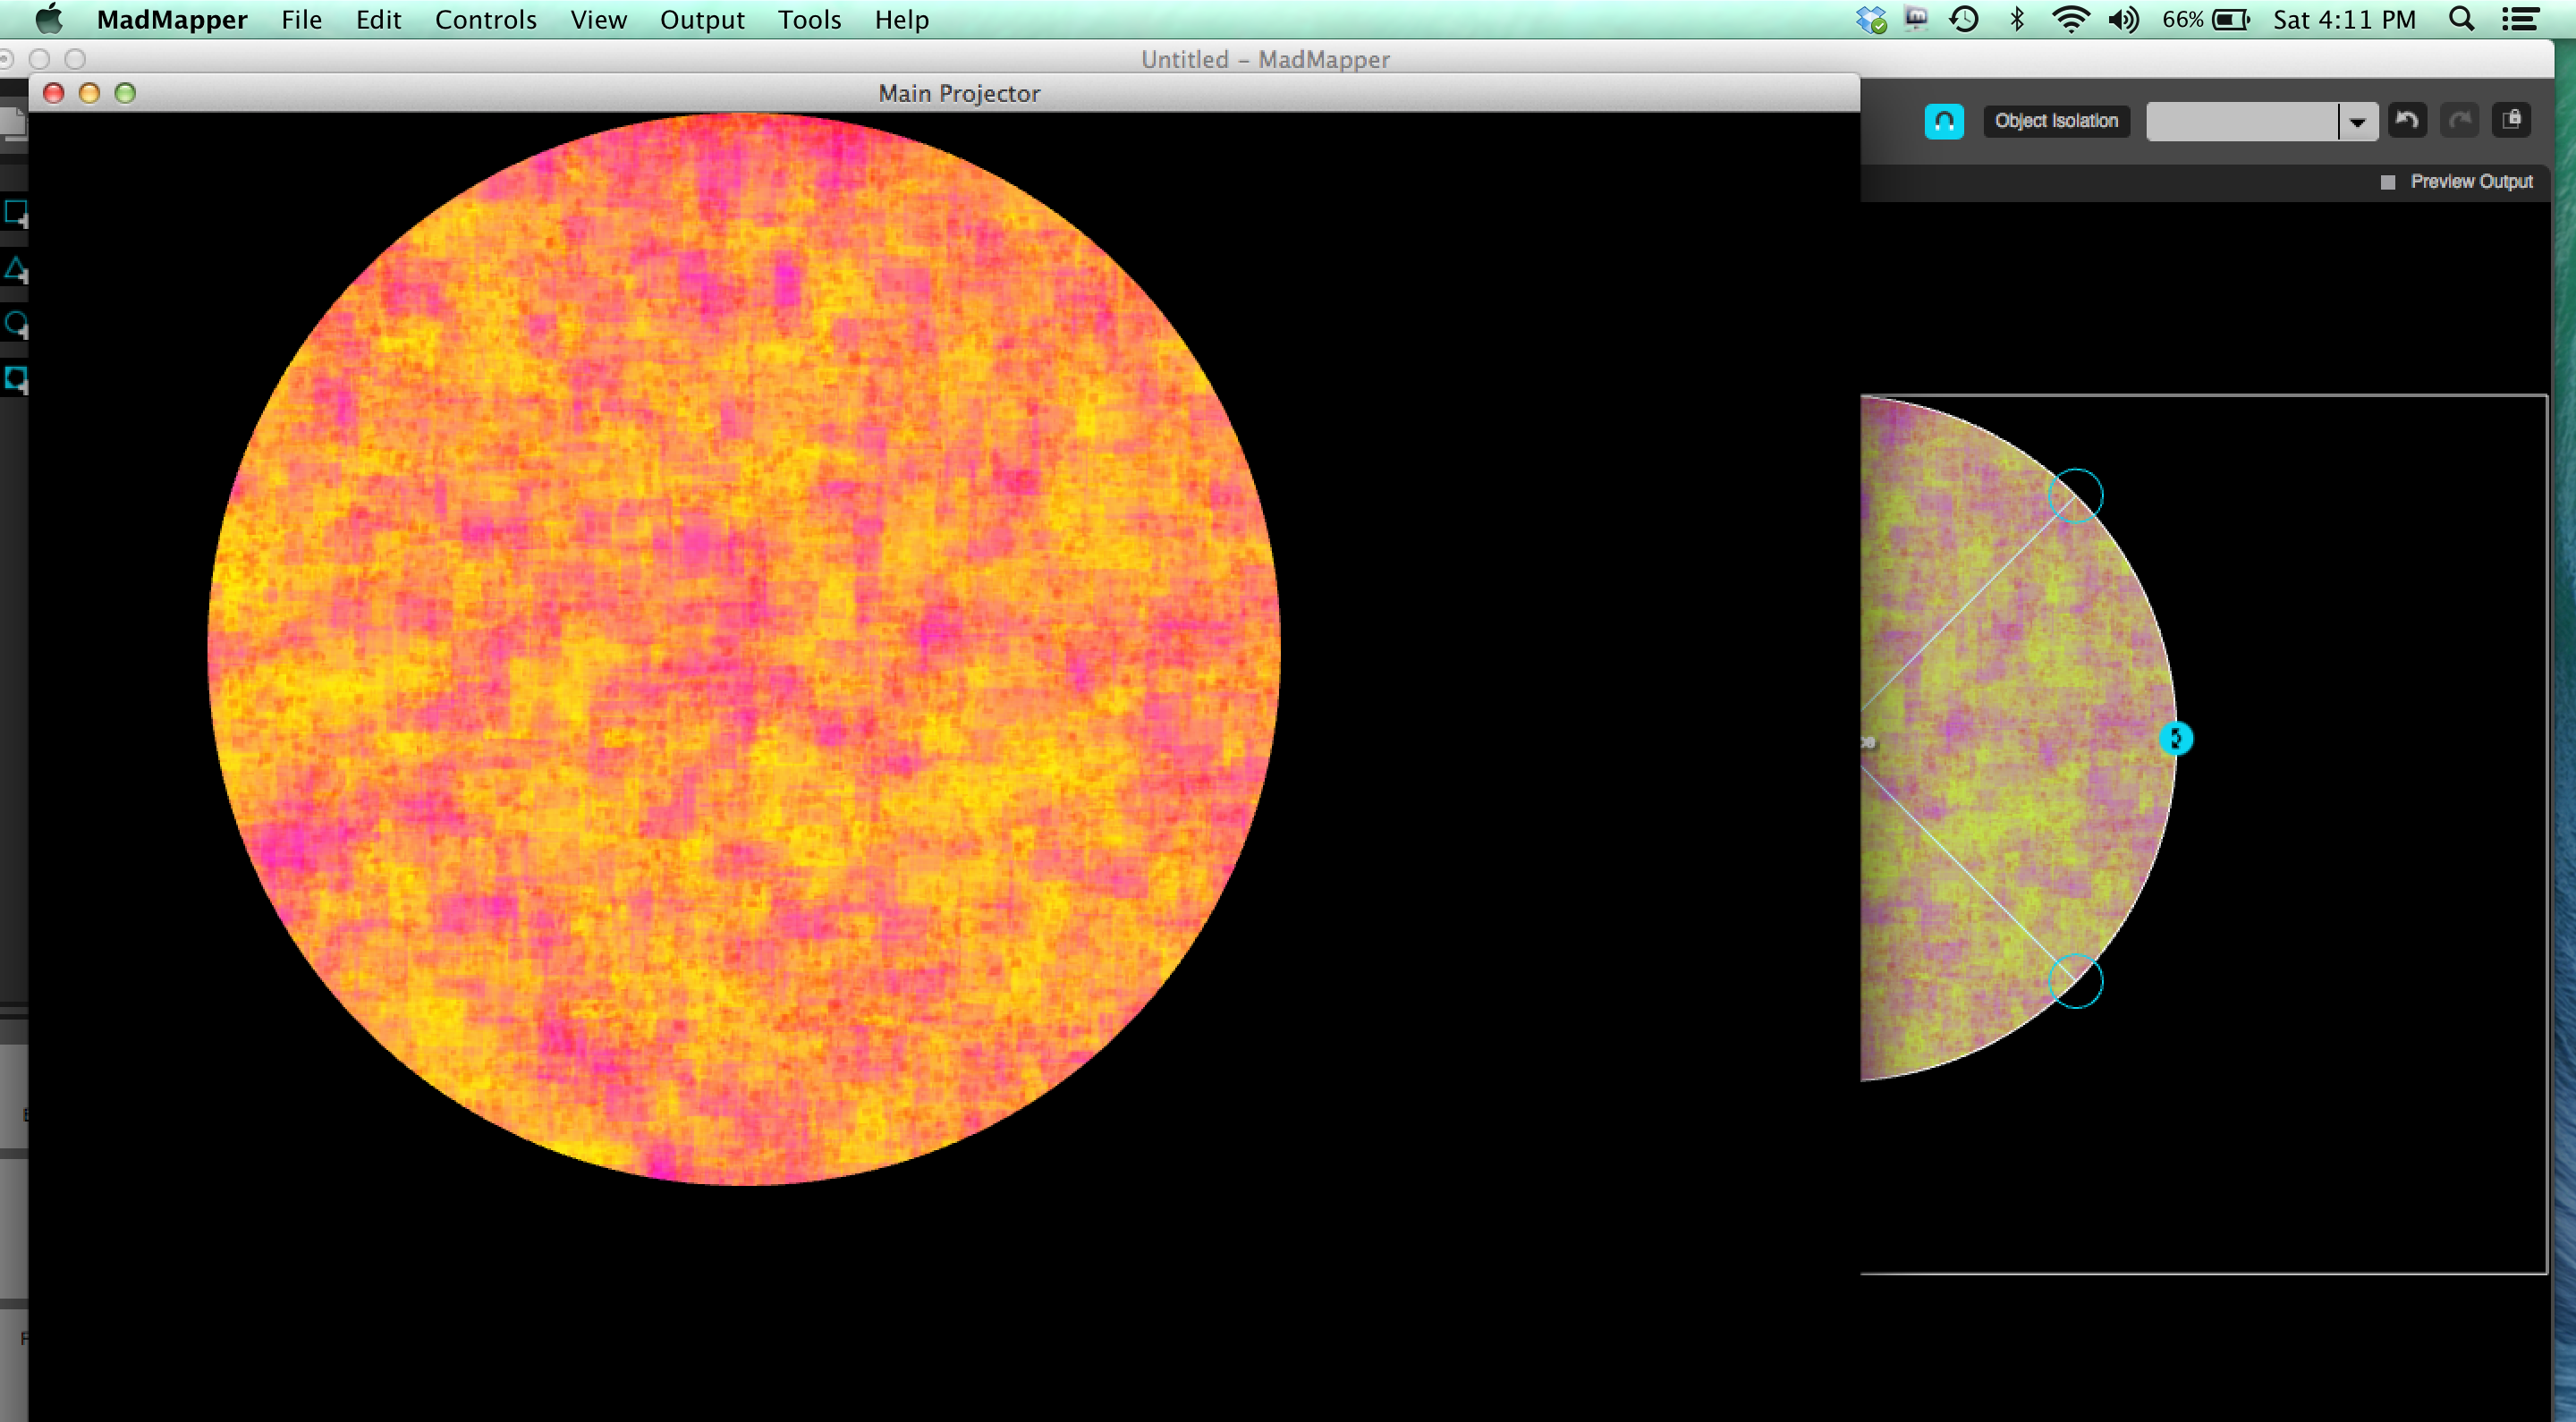 MadMapper File Edit Controls View Output Tools Help 66% Sat 4:11 PM
Untitled – MadMapper
Main Projector
Object Isolation
Preview Output